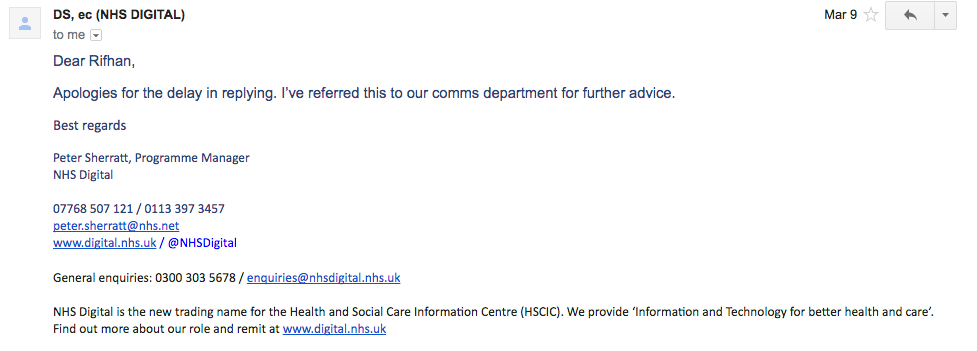 DS, ec (NHS DIGITAL)
Mar 9
to me
Dear Rifhan,
Apologies for the delay in replying. I've referred this to our comms department for further advice.
Best regards
Peter Sherratt, Programme Manager
NHS Digital
07768 507 121 / 0113 397 3457
peter.sherratt@nhs.net
www.digital.nhs.uk / @NHSDigital
General enquiries: 0300 303 5678 / enquiries@nhsdigital.nhs.uk
NHS Digital is the new trading name for the Health and Social Care Information Centre (HSCIC). We provide ‘Information and Technology for better health and care’.
Find out more about our role and remit at www.digital.nhs.uk